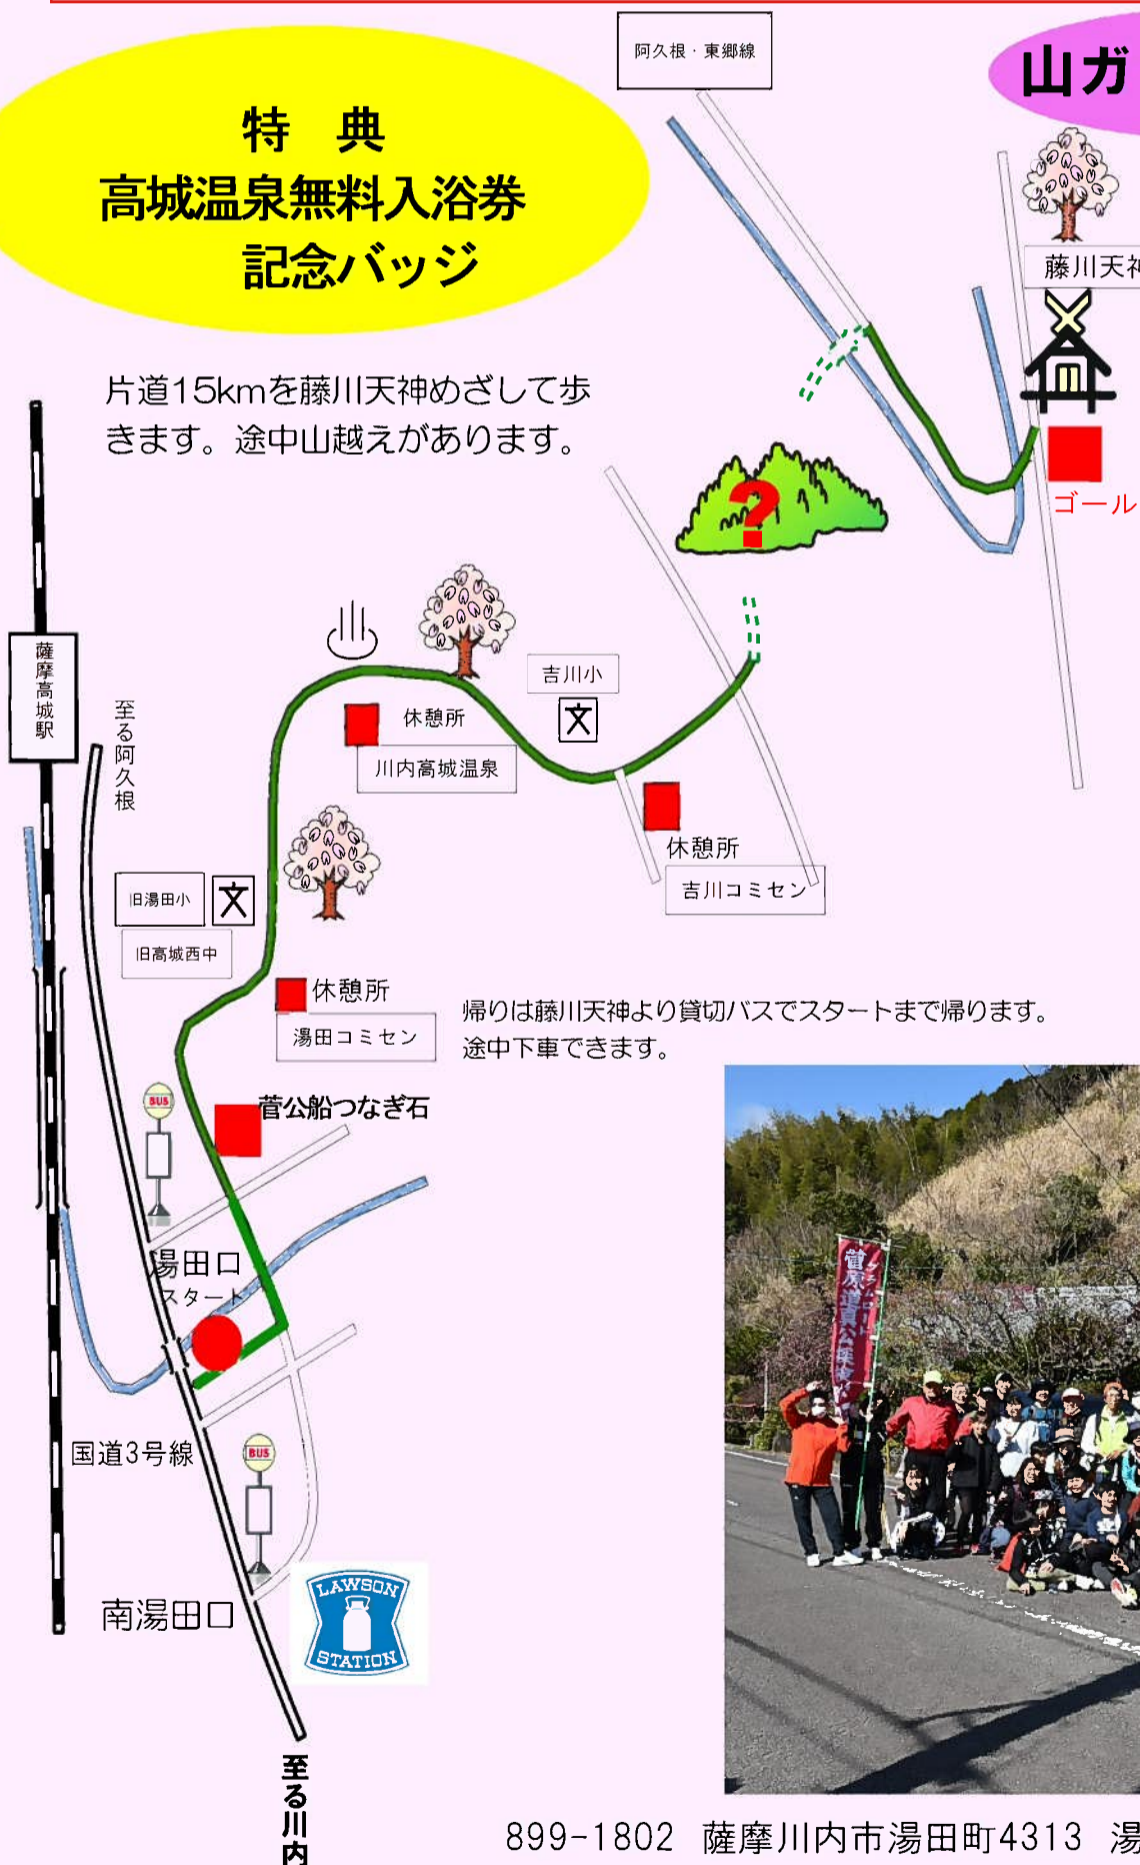 特　典
高城温泉無料入浴券
記念バッジ
阿久根・東郷線
山ガ
藤川天神
ゴール
片道15kmを藤川天神めざして歩
きます。途中山越えがあります。
?
薩摩高城駅
至る阿久根
吉川小
文
休憩所
川内高城温泉
休憩所
吉川コミセン
旧湯田小
文
旧高城西中
休憩所
湯田コミセン
帰りは藤川天神より貸切バスでスタートまで帰ります。
途中下車できます。
BUS
菅公船つなぎ石
湯田口
スタート
国道3号線
BUS
南湯田口
LAWSON
STATION
至る川内
菅原道真公
899-1802 薩摩川内市湯田町4313 湯